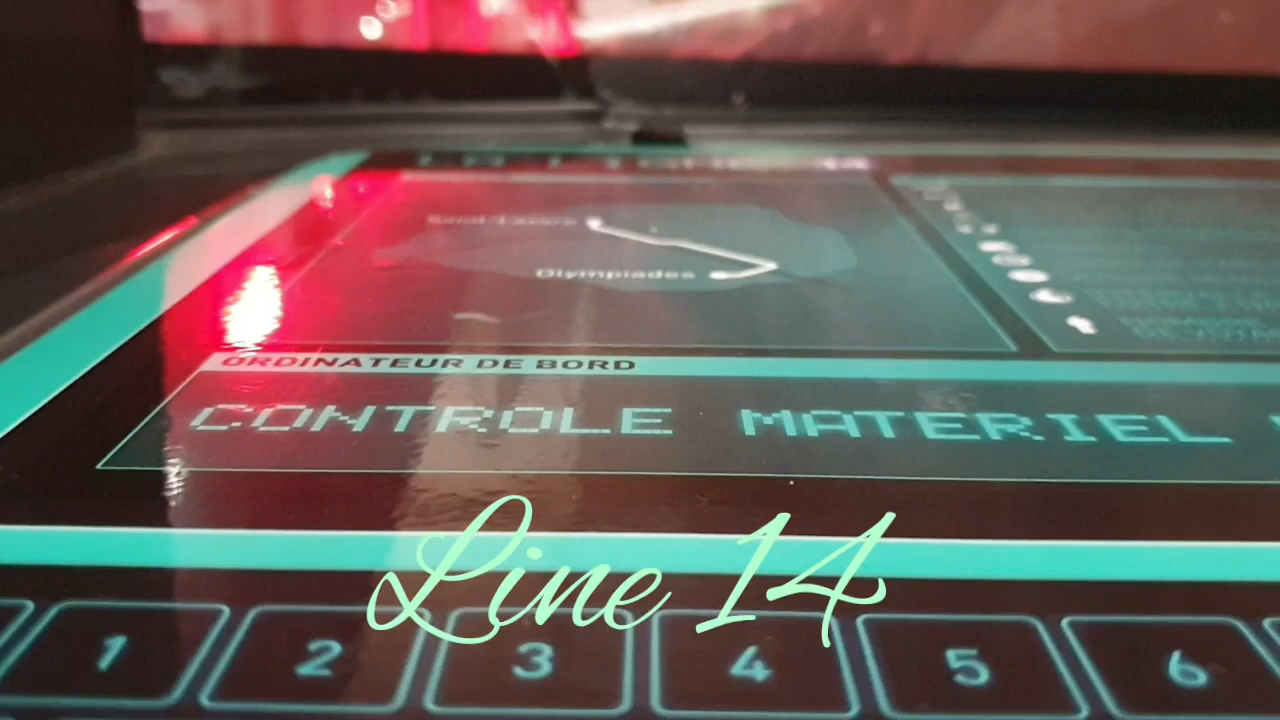 Saint-Lazare
Olympiades
ORDINATEUR DE BORD
CONTROLE MATERIEL
Line 14
1 2 3 4 5 6